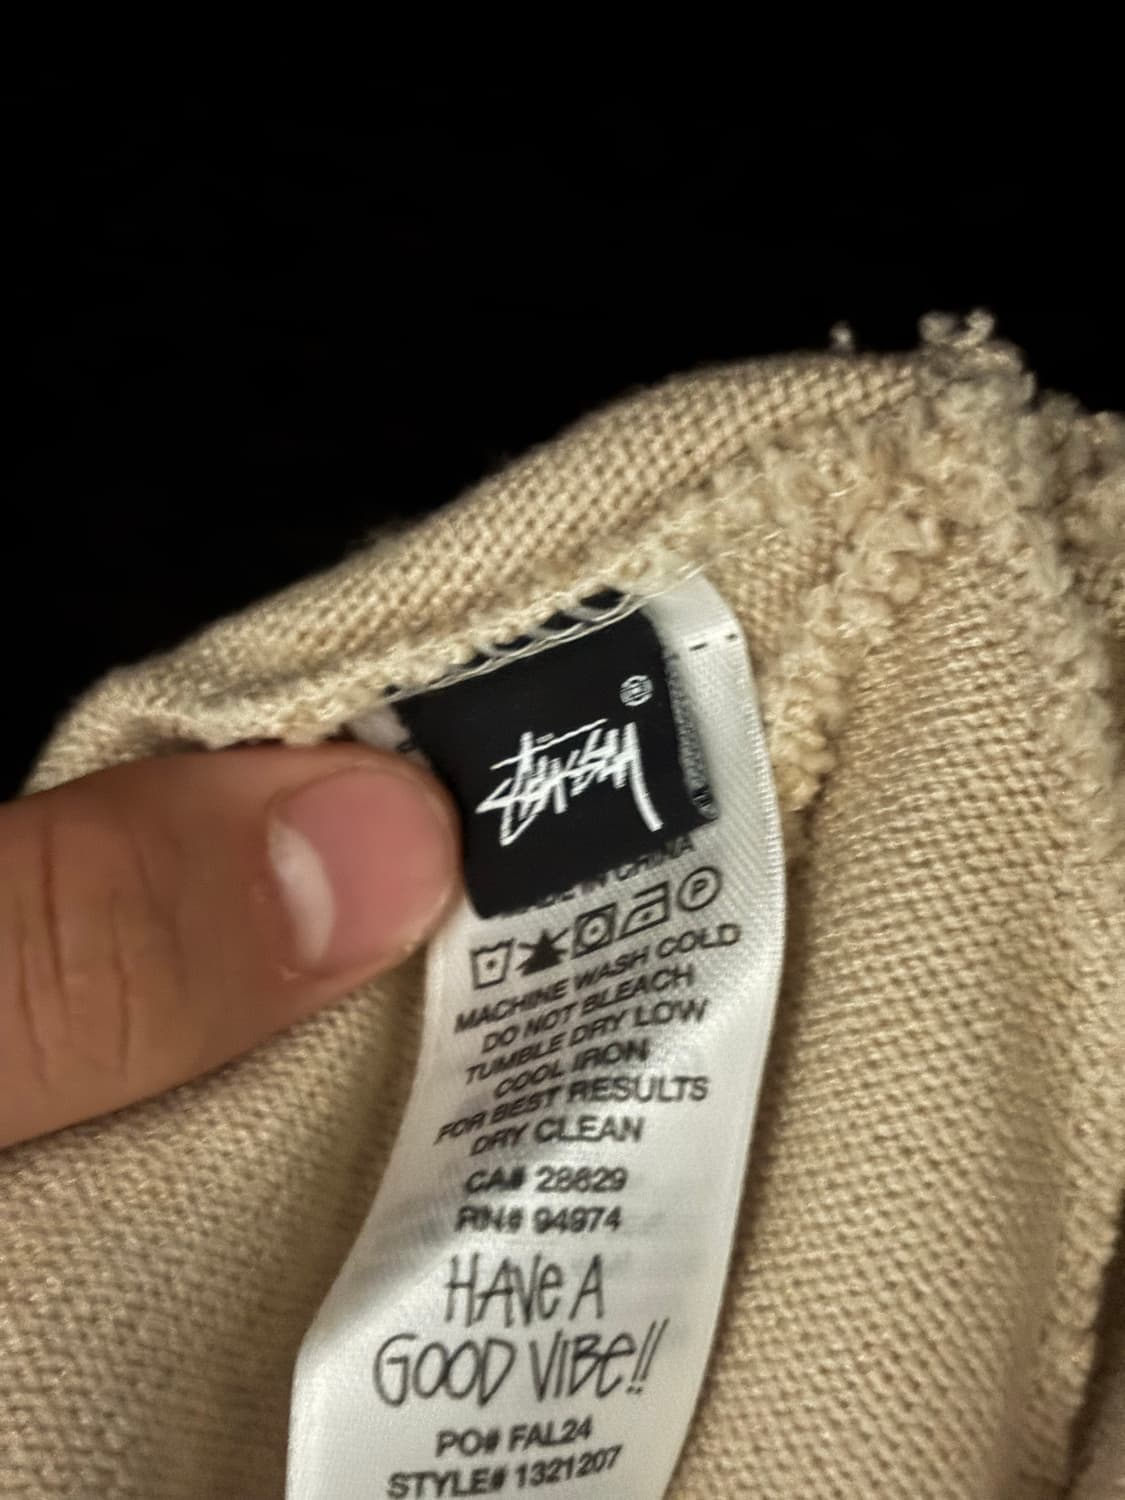 Stüssy ®
MADE IN CHINA
P
MACHINE WASH COLD
DO NOT BLEACH
TUMBLE DRY LOW
COOL IRON
FOR BEST RESULTS
DRY CLEAN
CA# 28629
RN# 94974
HAVE A
GOOD VIBE!!
PO# FAL24
STYLE# 1321207